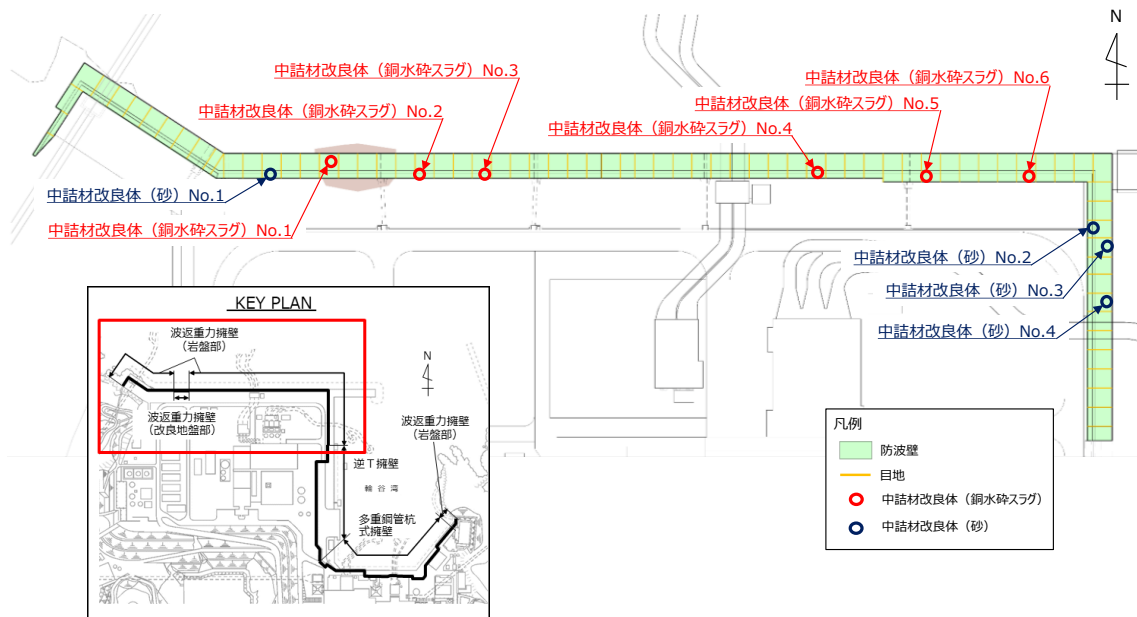 N
中詰材改良体（銅水砕スラグ）No.3
中詰材改良体（銅水砕スラグ）No.6
中詰材改良体（銅水砕スラグ）No.2
中詰材改良体（銅水砕スラグ）No.5
中詰材改良体（銅水砕スラグ）No.4
中詰材改良体（砂）No.1
中詰材改良体（銅水砕スラグ）No.1
中詰材改良体（砂）No.2
中詰材改良体（砂）No.3
中詰材改良体（砂）No.4
KEY PLAN
波返重力擁壁
（岩盤部）
N
波返重力擁壁
（改良地盤部）
波返重力擁壁
（岩盤部）
逆T擁壁
輪谷湾
多重鋼管杭
式擁壁
凡例
防波壁
目地
中詰材改良体（銅水砕スラグ）
中詰材改良体（砂）